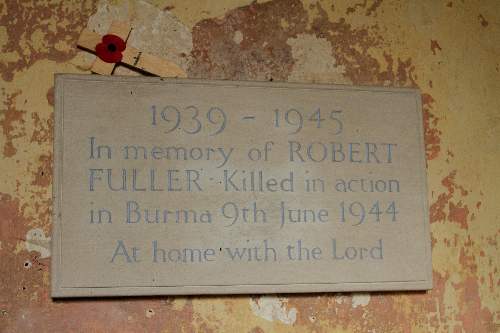 1939 - 1945
In memory of ROBERT
FULLER · Killed in action
in Burma 9th June 1944
At home with the Lord